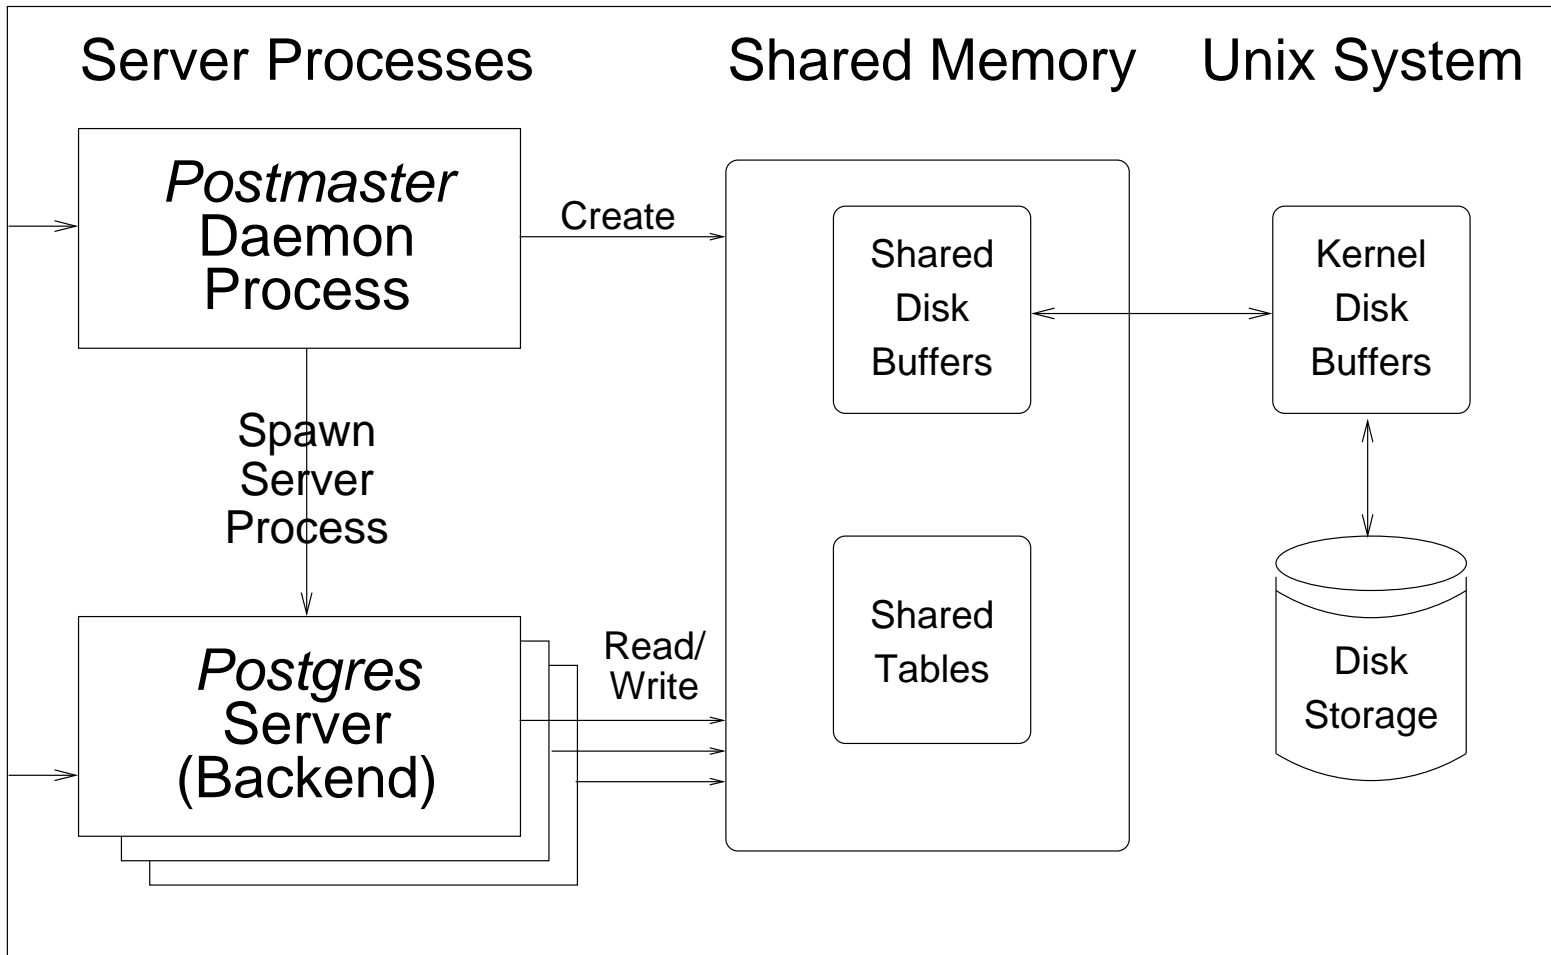 Server Processes
Shared Memory
Unix System
Postmaster
Daemon
Process
Create
Shared
Disk
Buffers
Kernel
Disk
Buffers
Spawn
Server
Process
Postgres
Server
(Backend)
Read/
Write
Shared
Tables
Disk
Storage